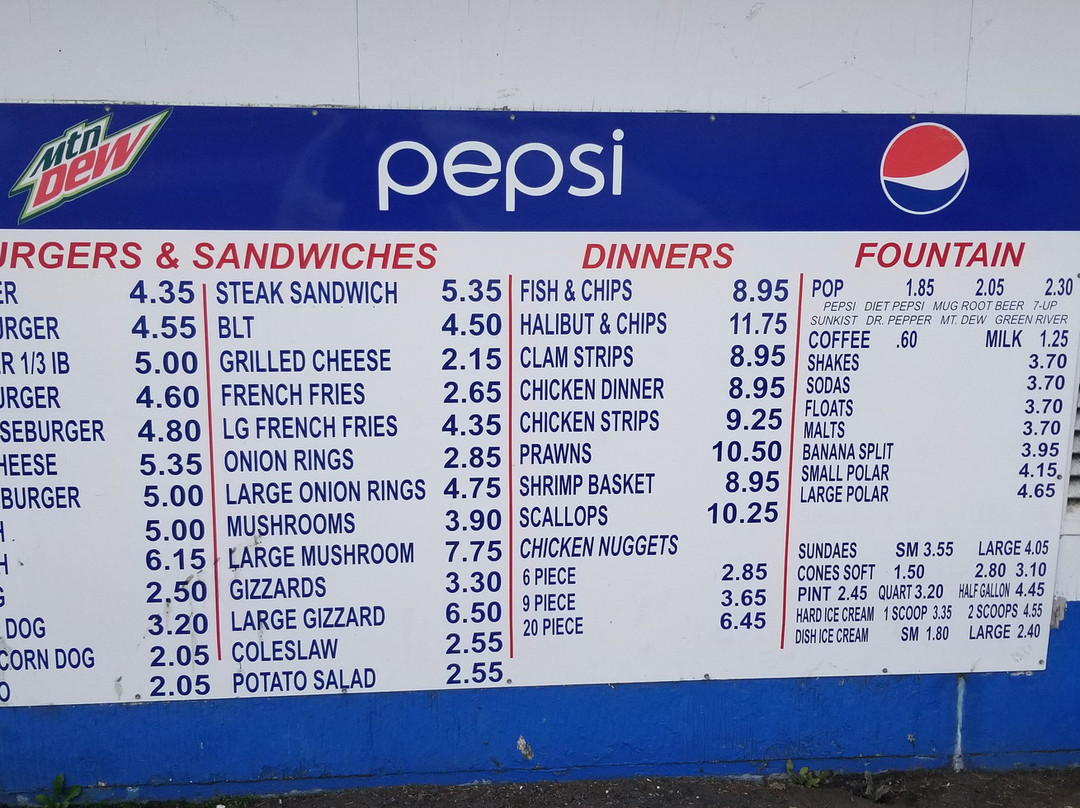 Mtn DEW
pepsi
URGERS & SANDWICHES
ER 4.35
URGER 4.55
ER 1/3 IB 5.00
URGER 4.60
SEBURGER 4.80
HEESE 5.35
BURGER 5.00
H 5.00
H 6.15
G 2.50
DOG 3.20
CORN DOG 2.05
O 2.05
STEAK SANDWICH 5.35
BLT 4.50
GRILLED CHEESE 2.15
FRENCH FRIES 2.65
LG FRENCH FRIES 4.35
ONION RINGS 2.85
LARGE ONION RINGS 4.75
MUSHROOMS 3.90
LARGE MUSHROOM 7.75
GIZZARDS 3.30
LARGE GIZZARD 6.50
COLESLAW 2.55
POTATO SALAD 2.55
DINNERS
FISH & CHIPS 8.95
HALIBUT & CHIPS 11.75
CLAM STRIPS 8.95
CHICKEN DINNER 8.95
CHICKEN STRIPS 9.25
PRAWNS 10.50
SHRIMP BASKET 8.95
SCALLOPS 10.25
CHICKEN NUGGETS
6 PIECE 2.85
9 PIECE 3.65
20 PIECE 6.45
FOUNTAIN
POP 1.85 2.05 2.30
PEPSI DIET PEPSI MUG ROOT BEER 7-UP
SUNKIST DR. PEPPER MT. DEW GREEN RIVER
COFFEE .60 MILK 1.25
SHAKES 3.70
SODAS 3.70
FLOATS 3.70
MALTS 3.70
BANANA SPLIT 3.95
SMALL POLAR 4.15
LARGE POLAR 4.65
SUNDAES SM 3.55 LARGE 4.05
CONES SOFT 1.50 2.80 3.10
PINT 2.45 QUART 3.20 HALF GALLON 4.45
HARD ICE CREAM 1 SCOOP 3.35 2 SCOOPS 4.55
DISH ICE CREAM SM 1.80 LARGE 2.40